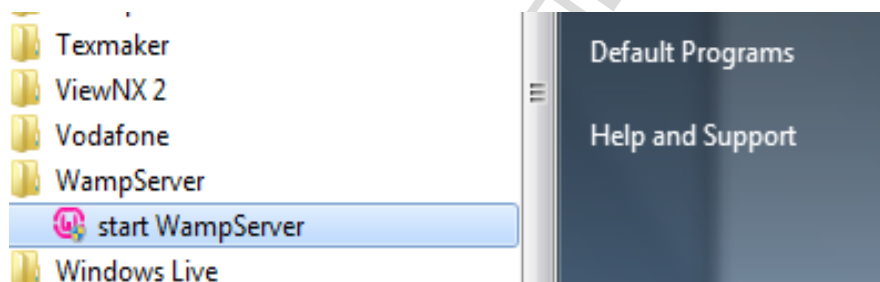 Texmaker
ViewNX 2
Vodafone
WampServer
start WampServer
Windows Live
Default Programs
Help and Support